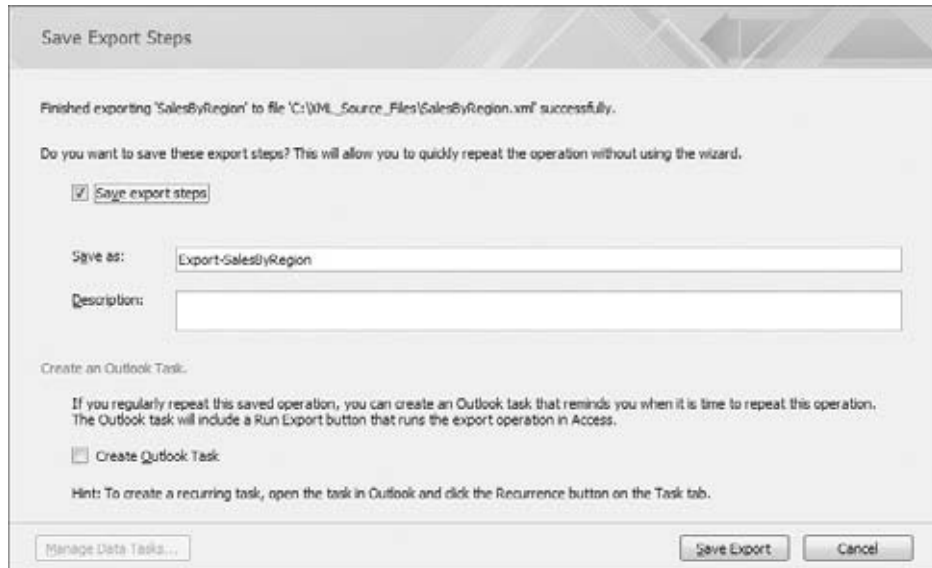 Save Export Steps
Finished exporting 'SalesByRegion' to file 'C:\XML_Source_Files\SalesByRegion.xml' successfully.
Do you want to save these export steps? This will allow you to quickly repeat the operation without using the wizard.
Save export steps
Save as:
Export-SalesByRegion
Description:
Create an Outlook Task.
If you regularly repeat this saved operation, you can create an Outlook task that reminds you when it is time to repeat this operation.
The Outlook task will include a Run Export button that runs the export operation in Access.
Create Outlook Task
Hint: To create a recurring task, open the task in Outlook and click the Recurrence button on the Task tab.
Manage Data Tasks...
Save Export
Cancel